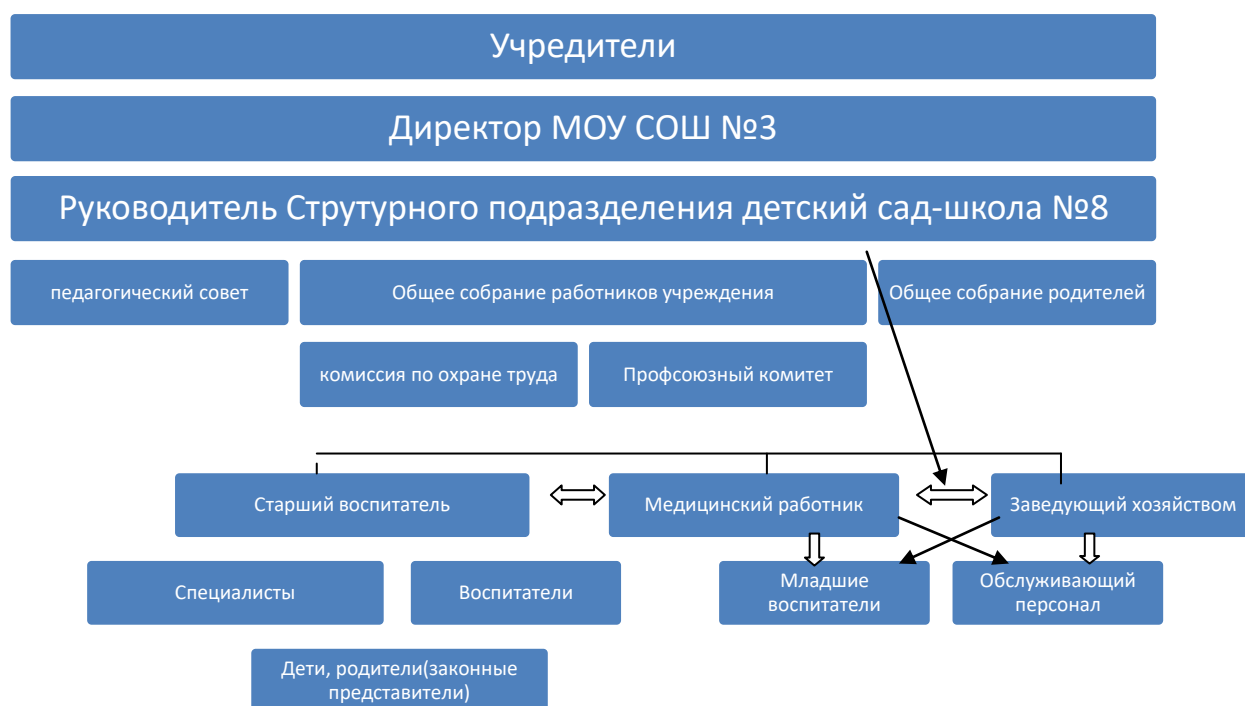 Учредители
Директор МОУ СОШ №3
Руководитель Струтурного подразделения детский сад-школа №8
педагогический совет
Общее собрание работников учреждения
Общее собрание родителей
комиссия по охране труда
Профсоюзный комитет
Старший воспитатель
Медицинский работник
Заведующий хозяйством
Специалисты
Воспитатели
Младшие
воспитатели
Обслуживающий
персонал
Дети, родители(законные
представители)